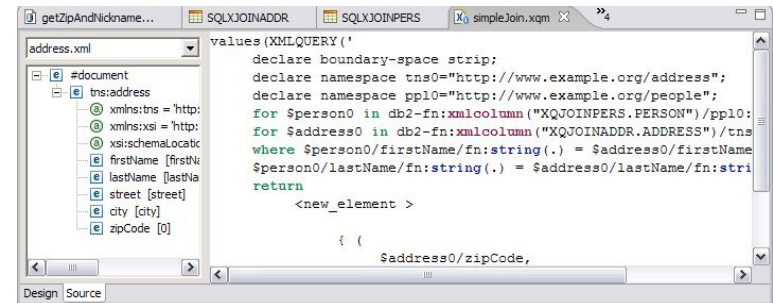 getZipAndNickname... SQLXJOINADDR SQLXJOINPERS simpleJoin.xqm »4
address.xml
#document
tns:address
xmlns:tns = 'http:
xmlns:xsi = 'http:
xsi:schemaLocatic
firstName [firstNa
lastName [lastNa
street [street]
city [city]
zipCode [0]
values(XMLQUERY('
declare boundary-space strip;
declare namespace tns0="http://www.example.org/address";
declare namespace ppl0="http://www.example.org/people";
for $person0 in db2-fn:xmlcolumn("XQJOINPERS.PERSON")/ppl0:
for $address0 in db2-fn:xmlcolumn("XQJOINADDR.ADDRESS")/tns
where $person0/firstName/fn:string(.) = $address0/firstName
$person0/lastName/fn:string(.) = $address0/lastName/fn:stri
return
<new_element >
{ (
$address0/zipCode,
Design Source